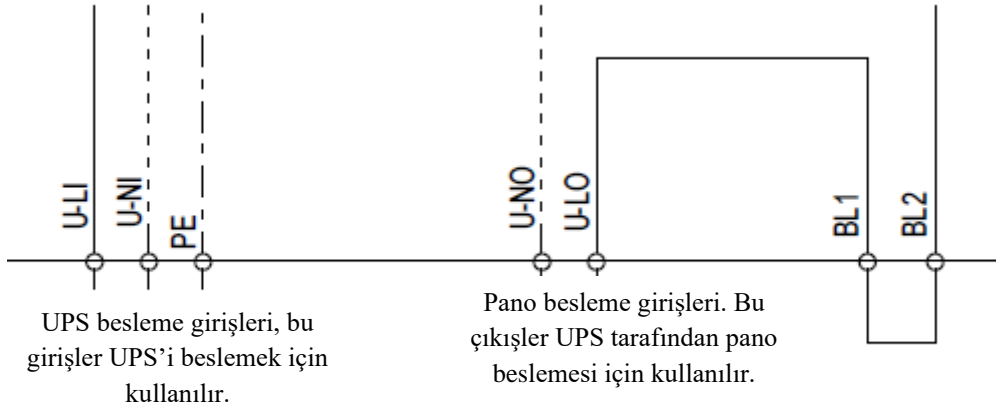 U-LI
U-NI
PE
U-NO
U-LO
BL1
BL2
UPS besleme girişleri, bu
girişler UPS’i beslemek için
kullanılır.
Pano besleme girişleri. Bu
çıkışler UPS tarafından pano
beslemesi için kullanılır.